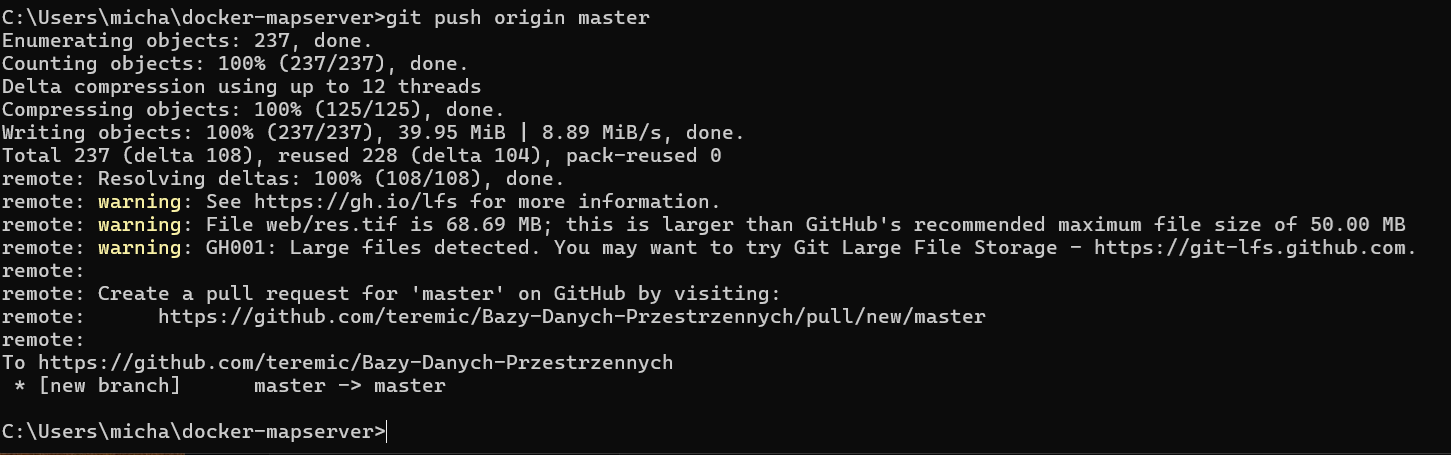 C:\Users\micha\docker-mapserver>git push origin master
Enumerating objects: 237, done.
Counting objects: 100% (237/237), done.
Delta compression using up to 12 threads
Compressing objects: 100% (125/125), done.
Writing objects: 100% (237/237), 39.95 MiB | 8.89 MiB/s, done.
Total 237 (delta 108), reused 228 (delta 104), pack-reused 0
remote: Resolving deltas: 100% (108/108), done.
remote: warning: See https://gh.io/lfs for more information.
remote: warning: File web/res.tif is 68.69 MB; this is larger than GitHub's recommended maximum file size of 50.00 MB
remote: warning: GH001: Large files detected. You may want to try Git Large File Storage - https://git-lfs.github.com.
remote:
remote: Create a pull request for 'master' on GitHub by visiting:
remote:      https://github.com/teremic/Bazy-Danych-Przestrzennych/pull/new/master
remote:
To https://github.com/teremic/Bazy-Danych-Przestrzennych
 * [new branch]      master -> master
C:\Users\micha\docker-mapserver>